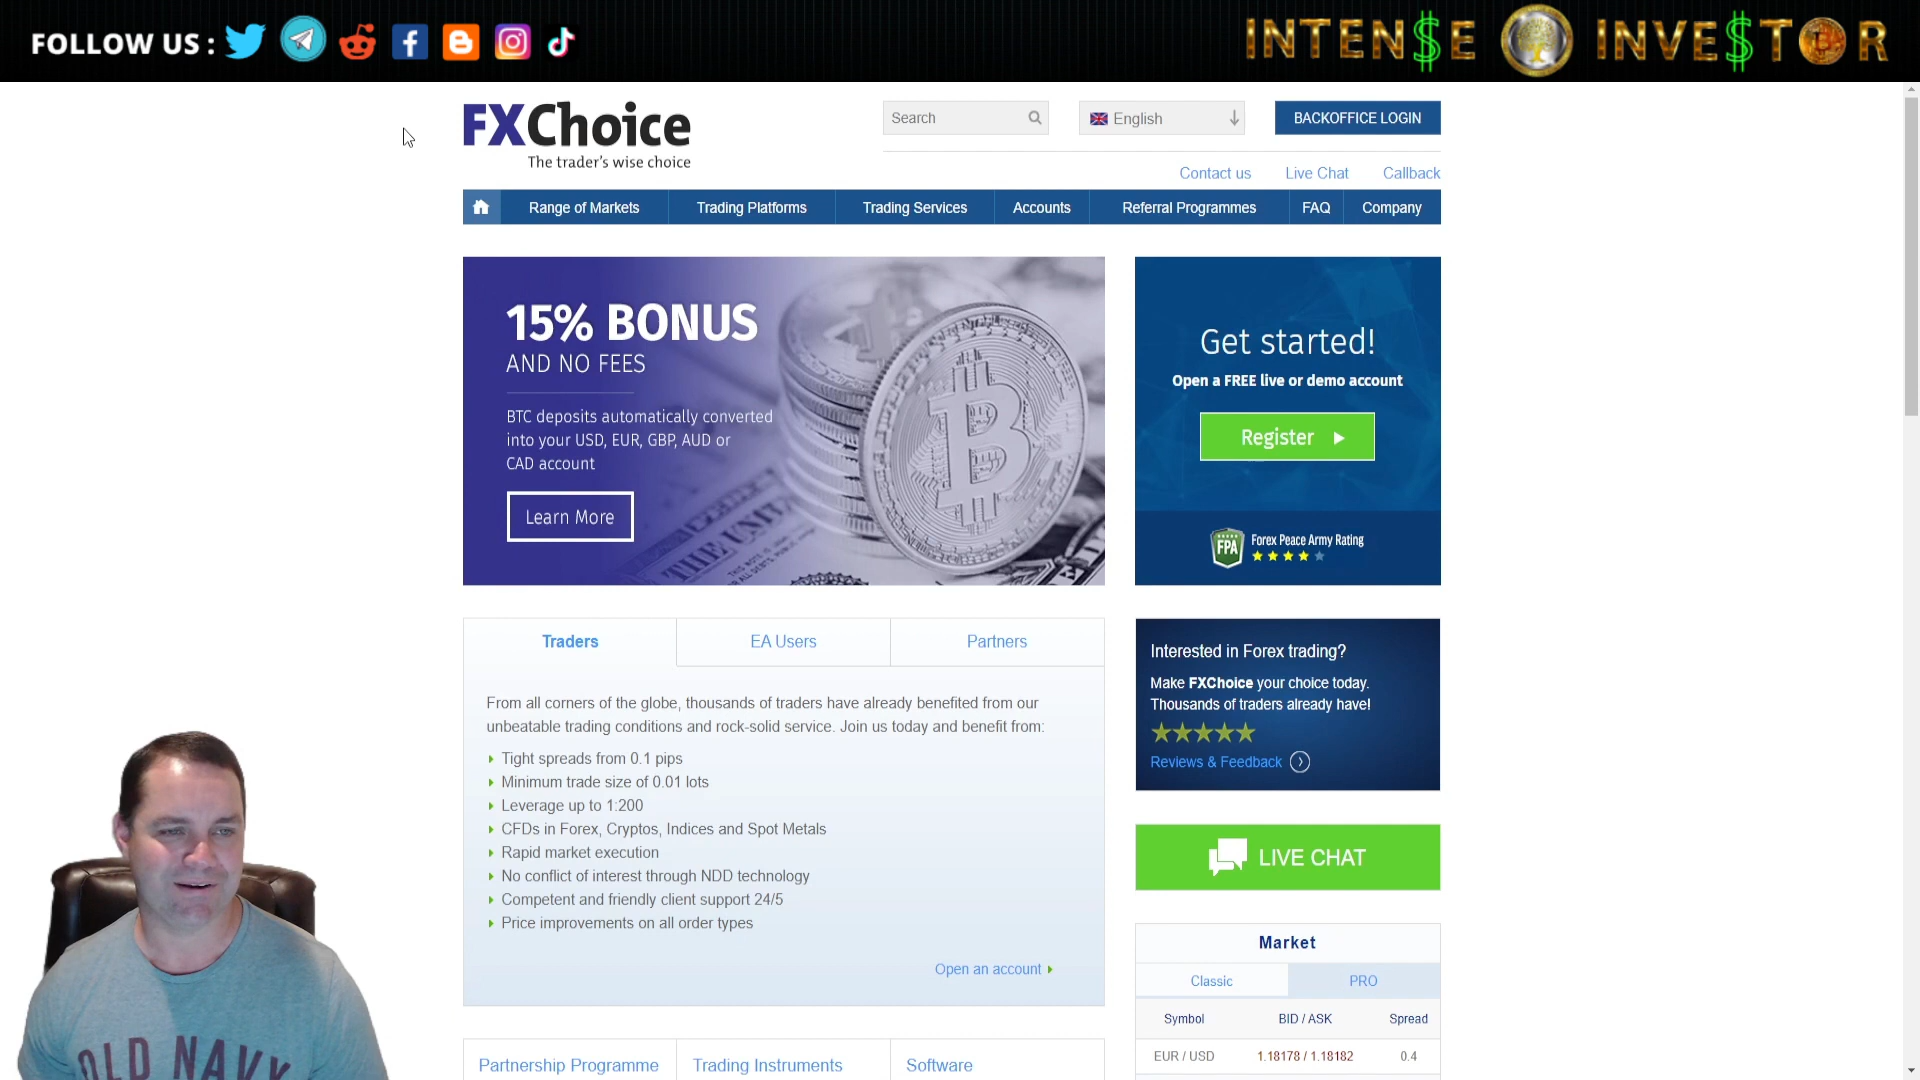 FOLLOW US :
INTEN$E INVE$TOR
FXChoice
The trader's wise choice
Search
English
BACKOFFICE LOGIN
Contact us
Live Chat
Callback
Range of Markets
Trading Platforms
Trading Services
Accounts
Referral Programmes
FAQ
Company
15% BONUS
AND NO FEES
BTC deposits automatically converted
into your USD, EUR, GBP, AUD or
CAD account
Learn More
Get started!
Open a FREE live or demo account
Register
FPA
Forex Peace Army Rating
Traders
EA Users
Partners
From all corners of the globe, thousands of traders have already benefited from our
unbeatable trading conditions and rock-solid service. Join us today and benefit from:
Tight spreads from 0.1 pips
Minimum trade size of 0.01 lots
Leverage up to 1:200
CFDs in Forex, Cryptos, Indices and Spot Metals
Rapid market execution
No conflict of interest through NDD technology
Competent and friendly client support 24/5
Price improvements on all order types
Open an account
Interested in Forex trading?
Make FXChoice your choice today.
Thousands of traders already have!
Reviews & Feedback
LIVE CHAT
Market
Classic
PRO
Symbol
BID / ASK
Spread
EUR / USD
1.18178 / 1.18182
0.4
Partnership Programme
Trading Instruments
Software
OLD NAVY